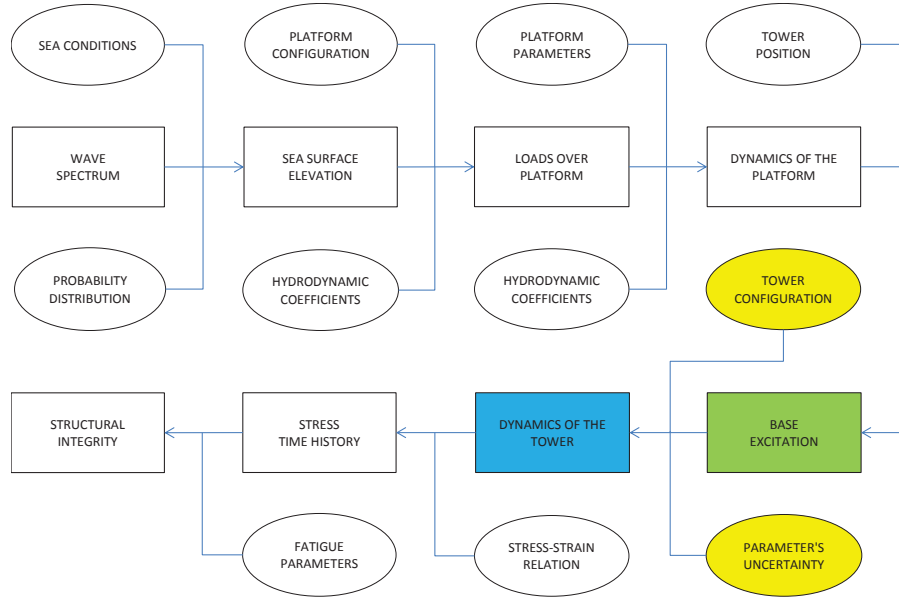 SEA CONDITIONS
PLATFORM
CONFIGURATION
PLATFORM
PARAMETERS
TOWER
POSITION
WAVE
SPECTRUM
SEA SURFACE
ELEVATION
LOADS OVER
PLATFORM
DYNAMICS OF THE
PLATFORM
PROBABILITY
DISTRIBUTION
HYDRODYNAMIC
COEFFICIENTS
HYDRODYNAMIC
COEFFICIENTS
TOWER
CONFIGURATION
STRUCTURAL
INTEGRITY
STRESS
TIME HISTORY
DYNAMICS OF THE
TOWER
BASE
EXCITATION
FATIGUE
PARAMETERS
STRESS-STRAIN
RELATION
PARAMETER'S
UNCERTAINTY